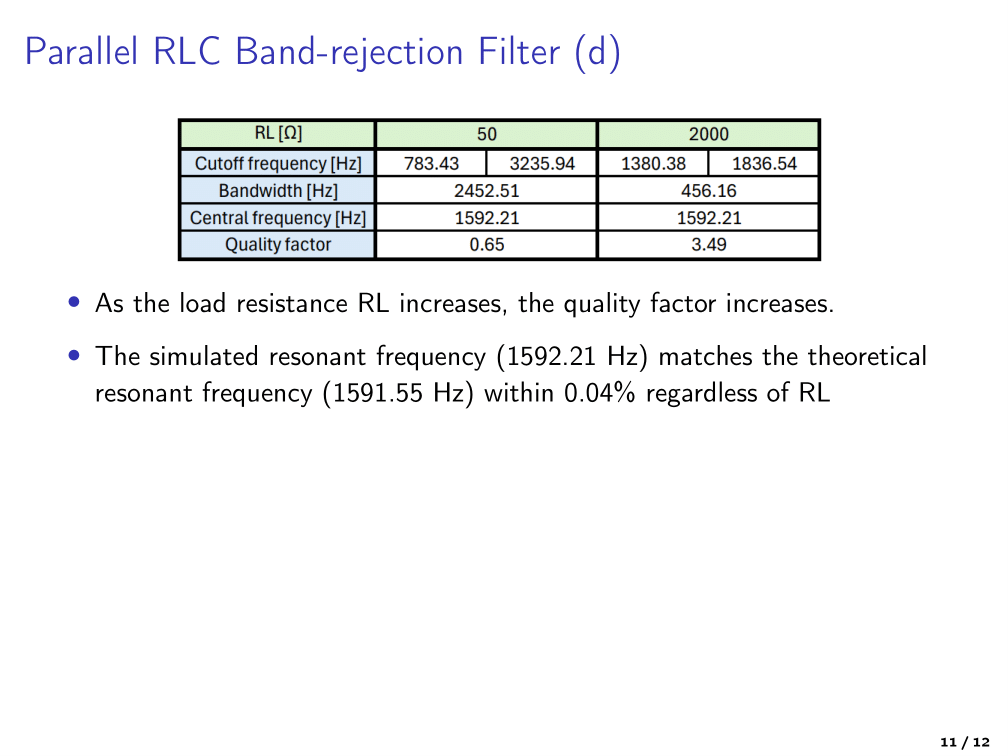 Parallel RLC Band-rejection Filter (d)
RL [Ω] 50 2000
Cutoff frequency [Hz] 783.43 3235.94 1380.38 1836.54
Bandwidth [Hz] 2452.51 456.16
Central frequency [Hz] 1592.21 1592.21
Quality factor 0.65 3.49
• As the load resistance RL increases, the quality factor increases.
• The simulated resonant frequency (1592.21 Hz) matches the theoretical
resonant frequency (1591.55 Hz) within 0.04% regardless of RL
11 / 12